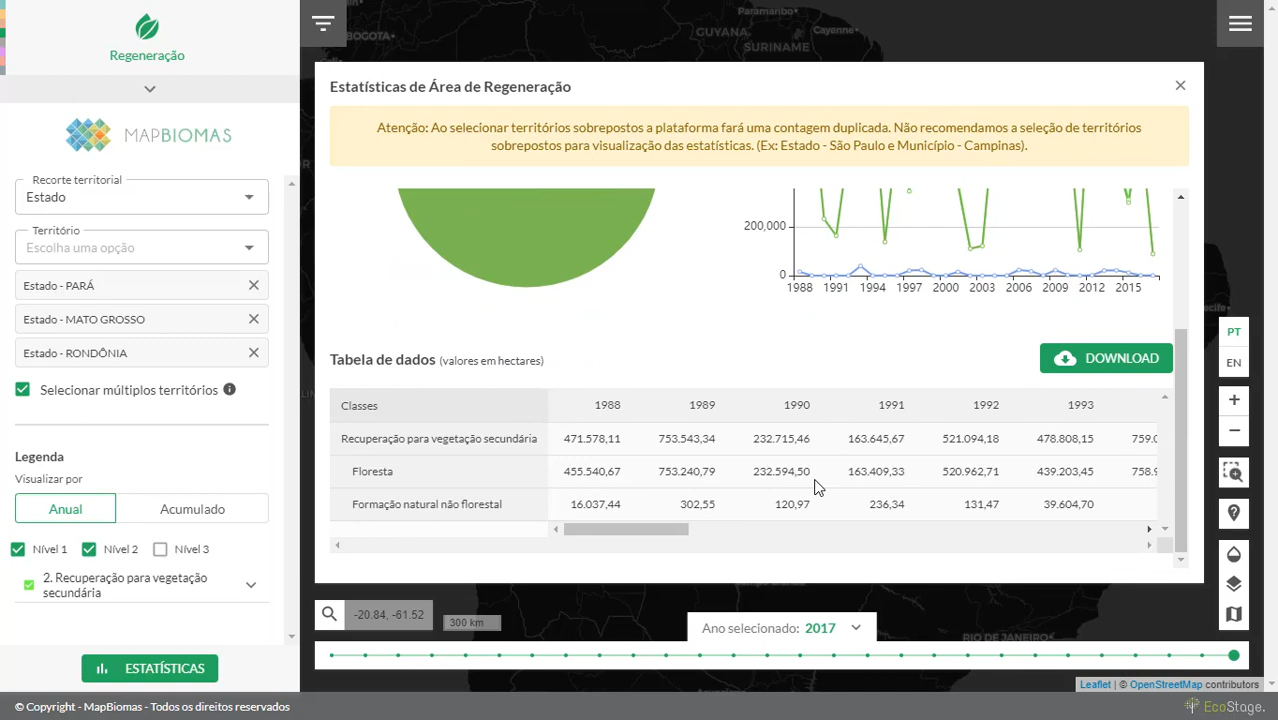 Regeneração
MAPBIOMAS
Recorte territorial
Estado
Território
Escolha uma opção
Estado - PARÁ
Estado - MATO GROSSO
Estado - RONDÔNIA
Selecionar múltiplos territórios
Legenda
Visualizar por
Anual Acumulado
Nível 1 Nível 2 Nível 3
2. Recuperação para vegetação
secundária
ESTATÍSTICAS
BOGOTA
Paramaribo
Cayenne
GUYANA
SURINAME
Estatísticas de Área de Regeneração
Atenção: Ao selecionar territórios sobrepostos a plataforma fará uma contagem duplicada. Não recomendamos a seleção de territórios
sobrepostos para visualização das estatísticas. (Ex: Estado - São Paulo e Município - Campinas).
200,000
0
1988 1991 1994 1997 2000 2003 2006 2009 2012 2015
Tabela de dados (valores em hectares)
DOWNLOAD
Classes 1988 1989 1990 1991 1992 1993
Recuperação para vegetação secundária 471.578,11 753.543,34 232.715,46 163.645,67 521.094,18 478.808,15 759.0
Floresta 455.540,67 753.240,79 232.594,50 163.409,33 520.962,71 439.203,45 758.9
Formação natural não florestal 16.037,44 302,55 120,97 236,34 131,47 39.604,70
PT
EN
-20.84, -61.52
300 km
Ano selecionado: 2017
RIO DE JANEIRO
Leaflet | © OpenStreetMap contributors
© Copyright - MapBiomas - Todos os direitos reservados
EcoStage.